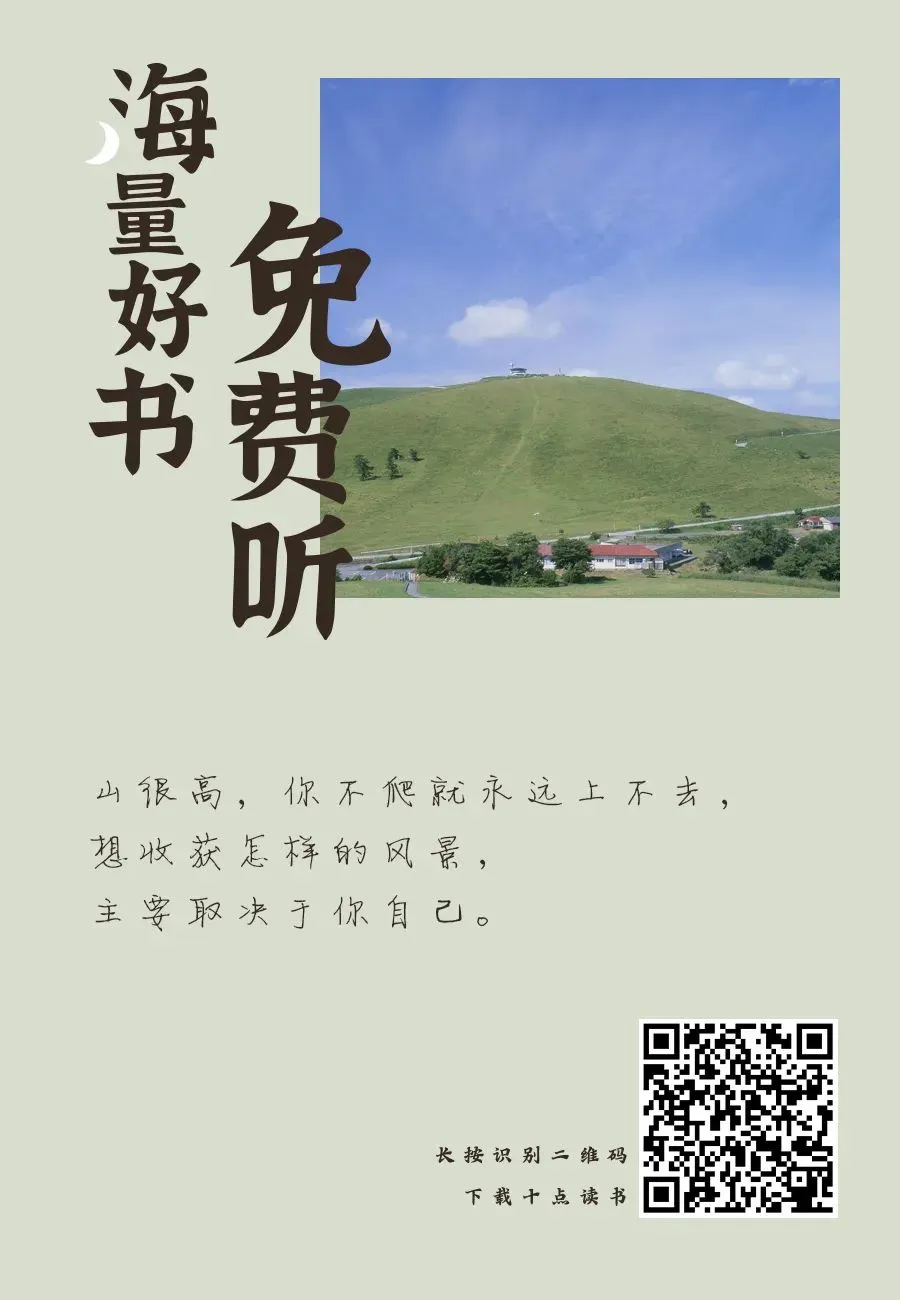 海量好书
免费听
山很高，你不爬就永远上不去，
想收获怎样的风景，
主要取决于你自己。
长按识别二维码
下载十点读书